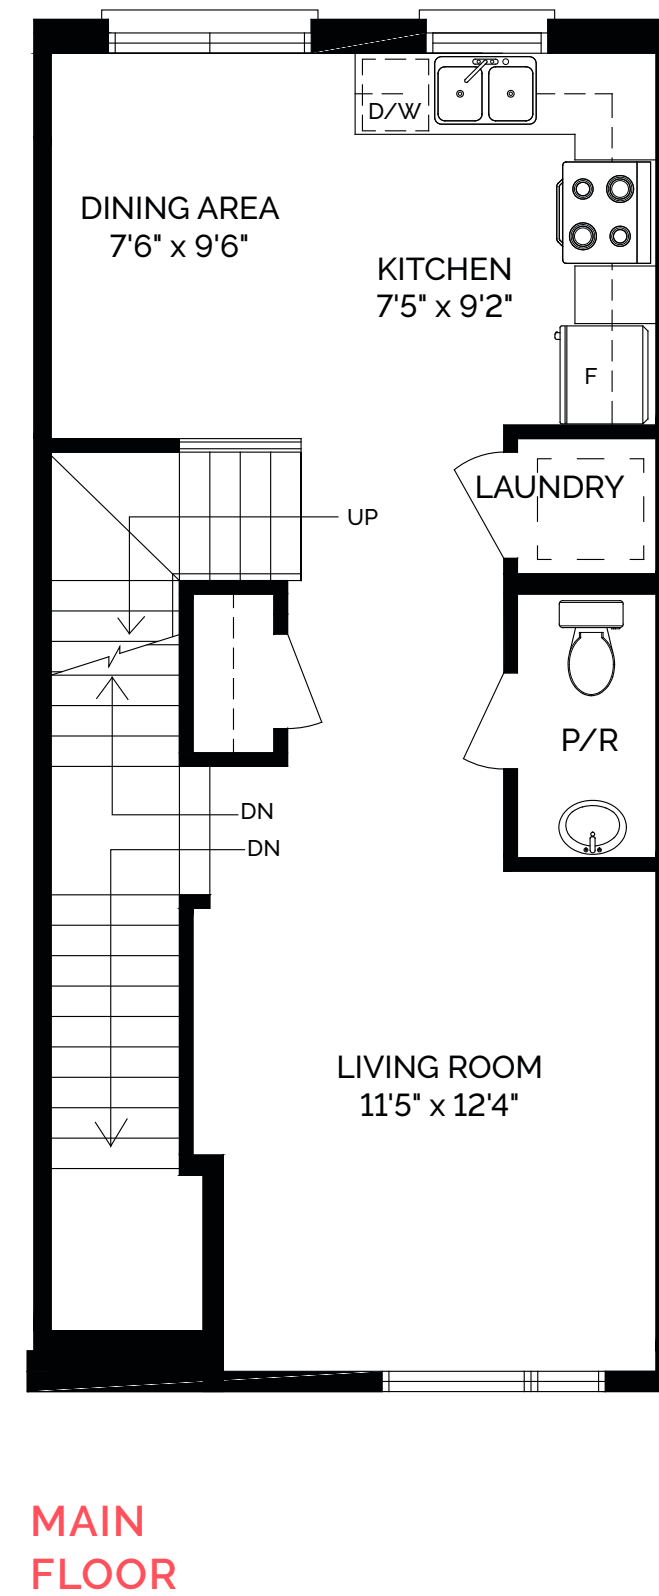 D/W
DINING AREA
7'6" x 9'6"
KITCHEN
7'5" x 9'2"
F
LAUNDRY
UP
P/R
DN
DN
LIVING ROOM
11'5" x 12'4"
MAIN
FLOOR